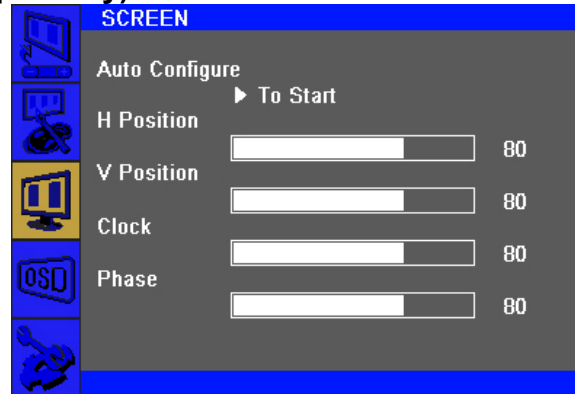 SCREEN
Auto Configure
To Start
H Position
80
V Position
80
Clock
80
Phase
80
OSD